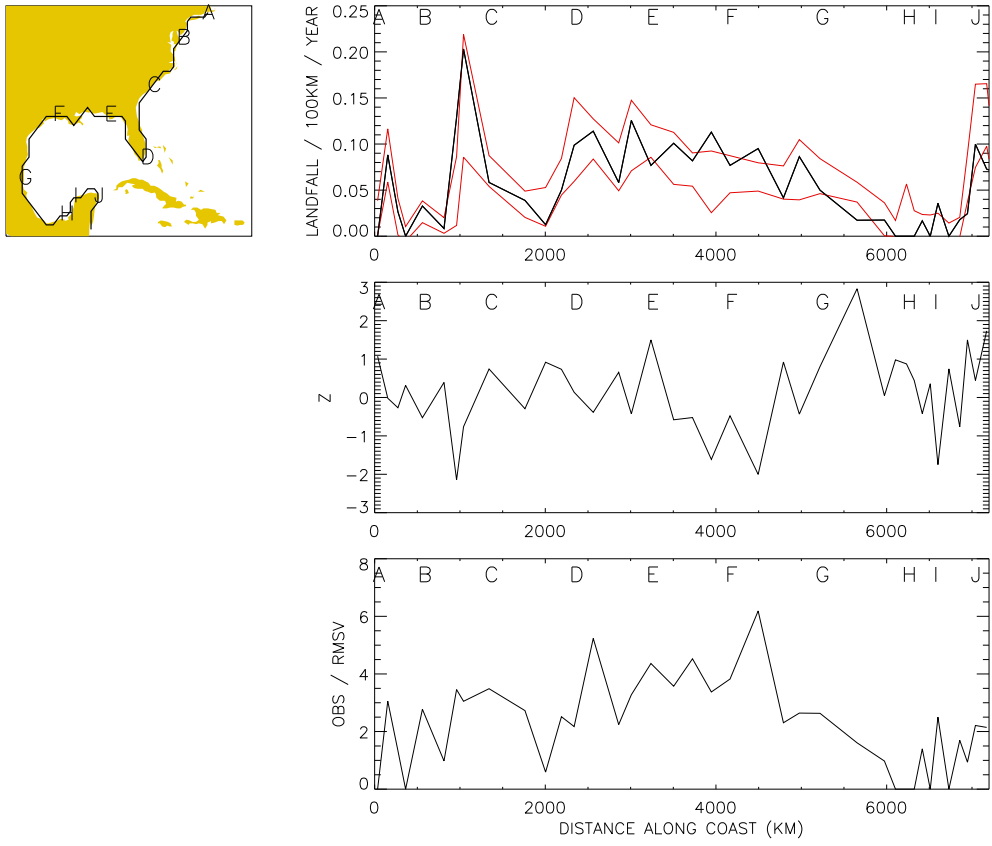 A
B
C
D
F E
G
H I J
LANDFALL / 100KM / YEAR
0.25
0.20
0.15
0.10
0.05
0.00
A B C D E F G H I J
0 2000 4000 6000
Z
3
2
1
0
−1
−2
−3
A B C D E F G H I J
0 2000 4000 6000
OBS / RMSV
8
6
4
2
0
A B C D E F G H I J
0 2000 4000 6000
DISTANCE ALONG COAST (KM)